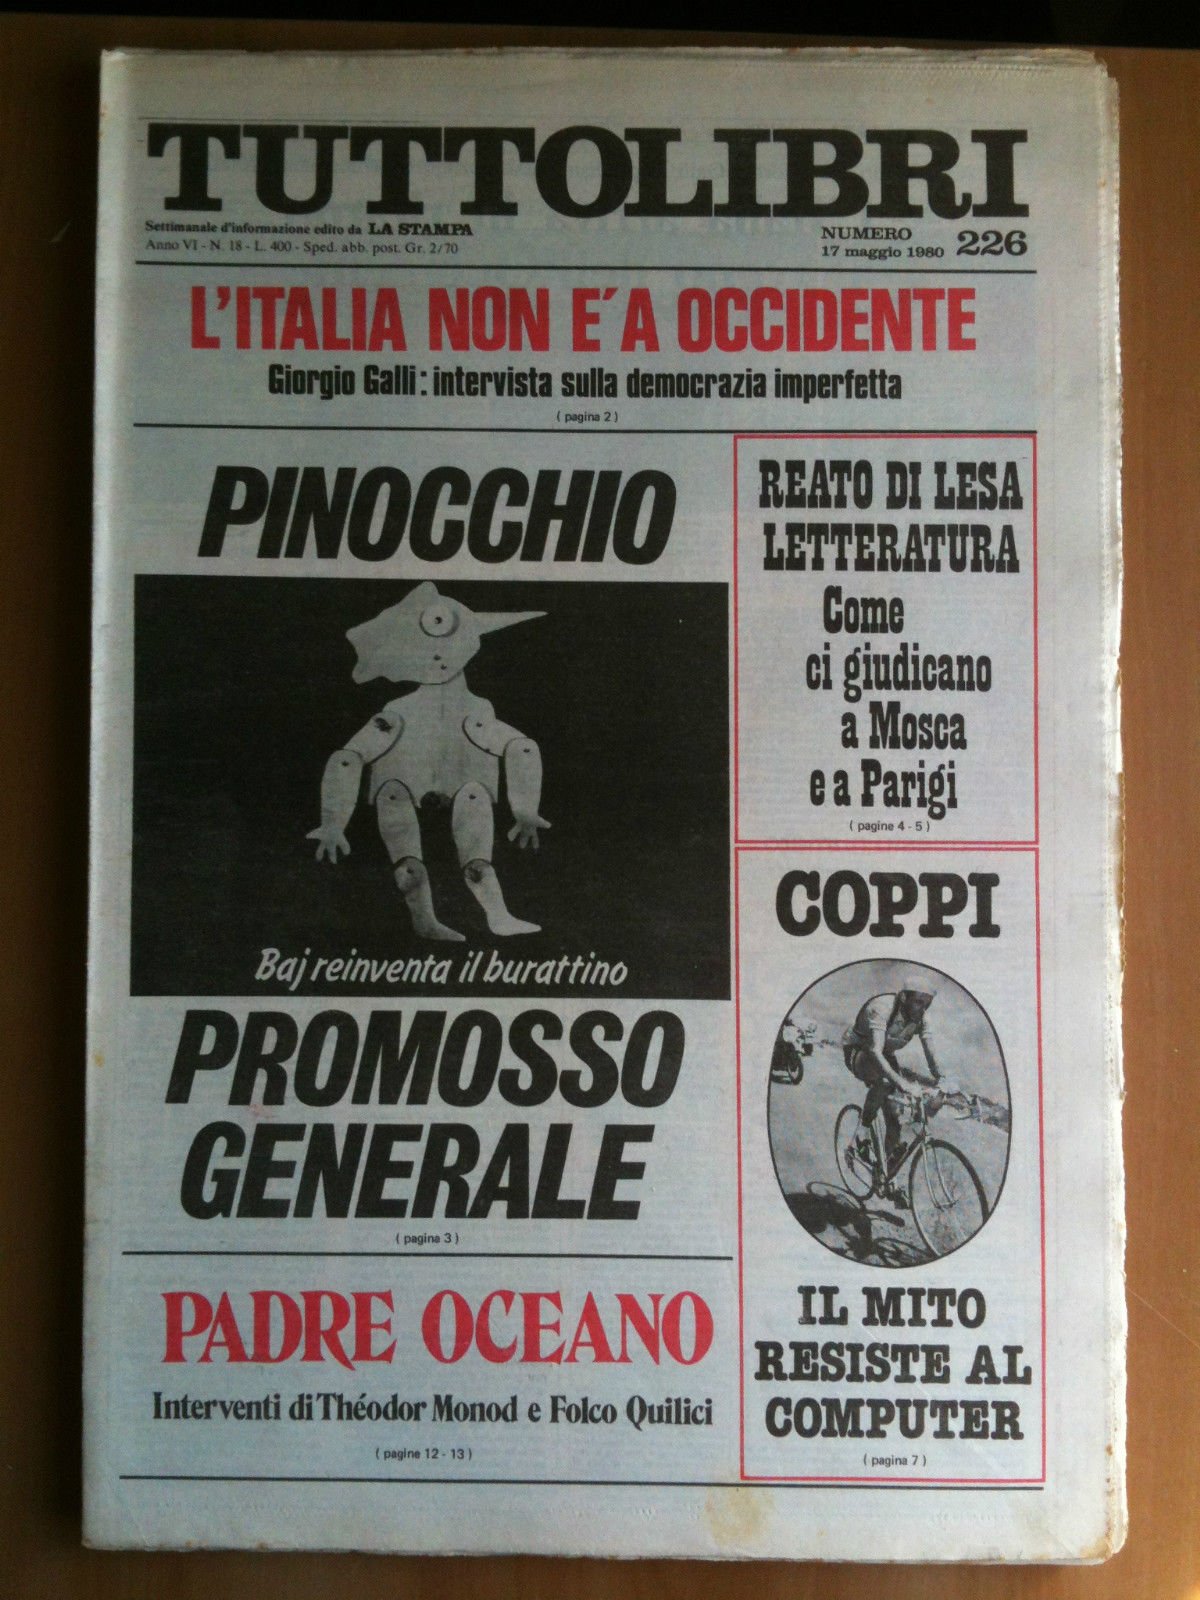 TUTTOLIBRI
Settimanale d'informazione edito da LA STAMPA
Anno VI - N. 18 - L. 400 - Sped. abb. post. Gr. 2/70
NUMERO
17 maggio 1980 226
L'ITALIA NON E´A OCCIDENTE
Giorgio Galli: intervista sulla democrazia imperfetta
( pagina 2 )
PINOCCHIO
Baj reinventa il burattino
PROMOSSO
GENERALE
( pagina 3 )
REATO DI LESA
LETTERATURA
Come
ci giudicano
a Mosca
e a Parigi
( pagine 4 - 5 )
COPPI
IL MITO
RESISTE AL
COMPUTER
( pagina 7 )
PADRE OCEANO
Interventi di Théodor Monod e Folco Quilici
( pagine 12 - 13 )